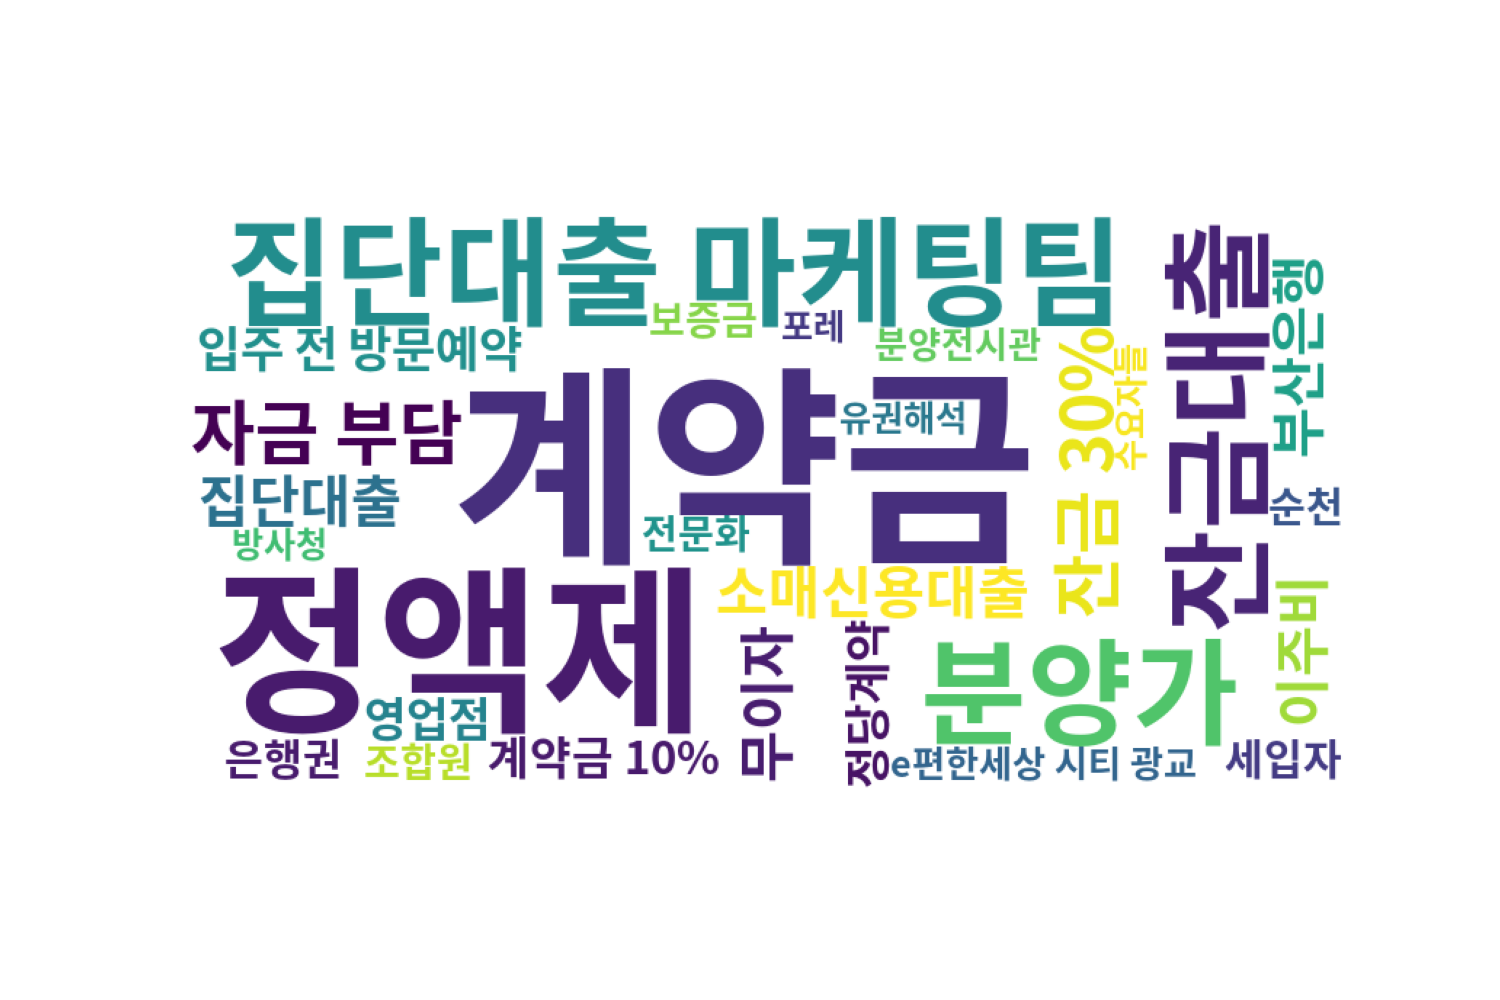 집단대출 마케팅팀
잔금대출
부산은행
보증금
포레
분양전시관
입주 전 방문예약
잔금 30%
수요자들
계약금
유권해석
자금 부담
집단대출
순천
전문화
방사청
정액제
소매신용대출
이주비
무이자
정당계약
분양가
영업점
은행권
조합원
계약금 10%
e편한세상 시티 광교
세입자